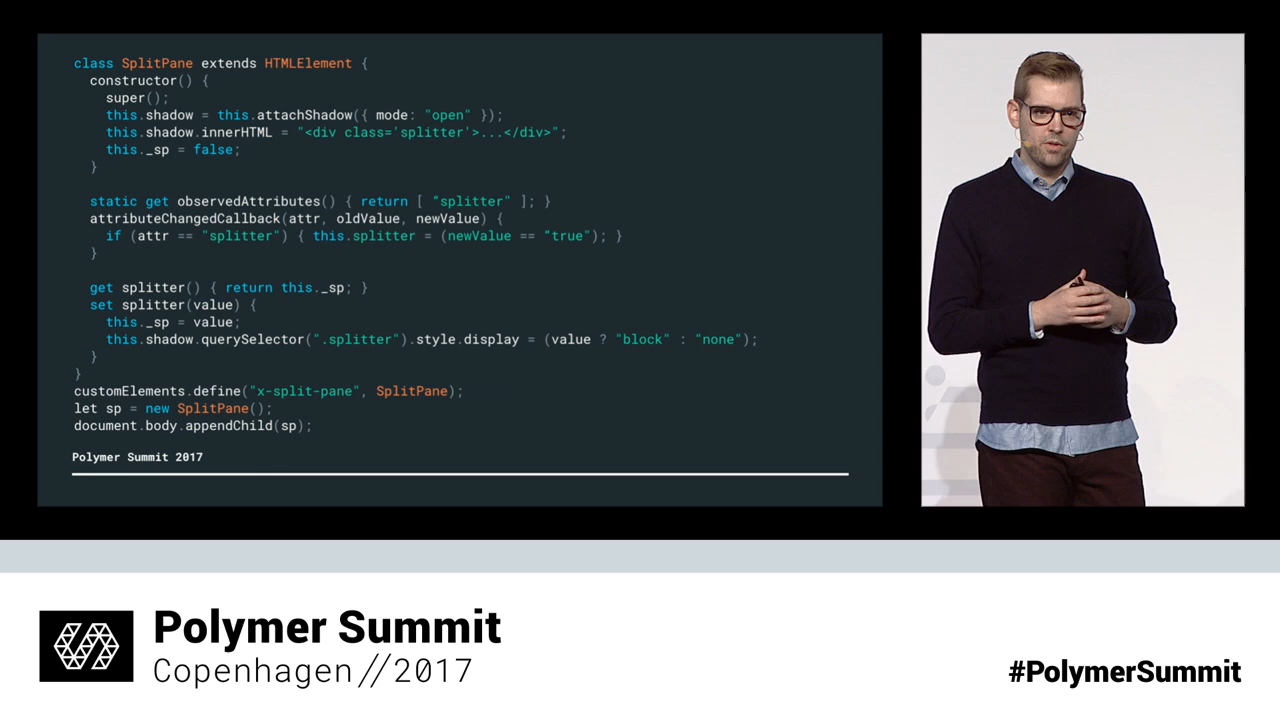 class SplitPane extends HTMLElement {
  constructor() {
    super();
    this.shadow = this.attachShadow({ mode: "open" });
    this.shadow.innerHTML = "<div class='splitter'>...</div>";
    this._sp = false;
  }

  static get observedAttributes() { return [ "splitter" ]; }
  attributeChangedCallback(attr, oldValue, newValue) {
    if (attr == "splitter") { this.splitter = (newValue == "true"); }
  }

  get splitter() { return this._sp; }
  set splitter(value) {
    this._sp = value;
    this.shadow.querySelector(".splitter").style.display = (value ? "block" : "none");
  }
}
customElements.define("x-split-pane", SplitPane);
let sp = new SplitPane();
document.body.appendChild(sp);
Polymer Summit 2017
Polymer Summit
Copenhagen//2017
#PolymerSummit